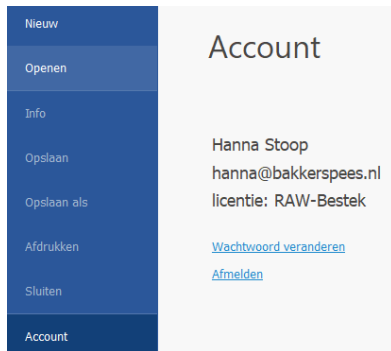 Nieuw
Openen
Info
Opslaan
Opslaan als
Afdrukken
Sluiten
Account
Account
Hanna Stoop
hanna@bakkerspees.nl
licentie: RAW-Bestek
Wachtwoord veranderen
Afmelden